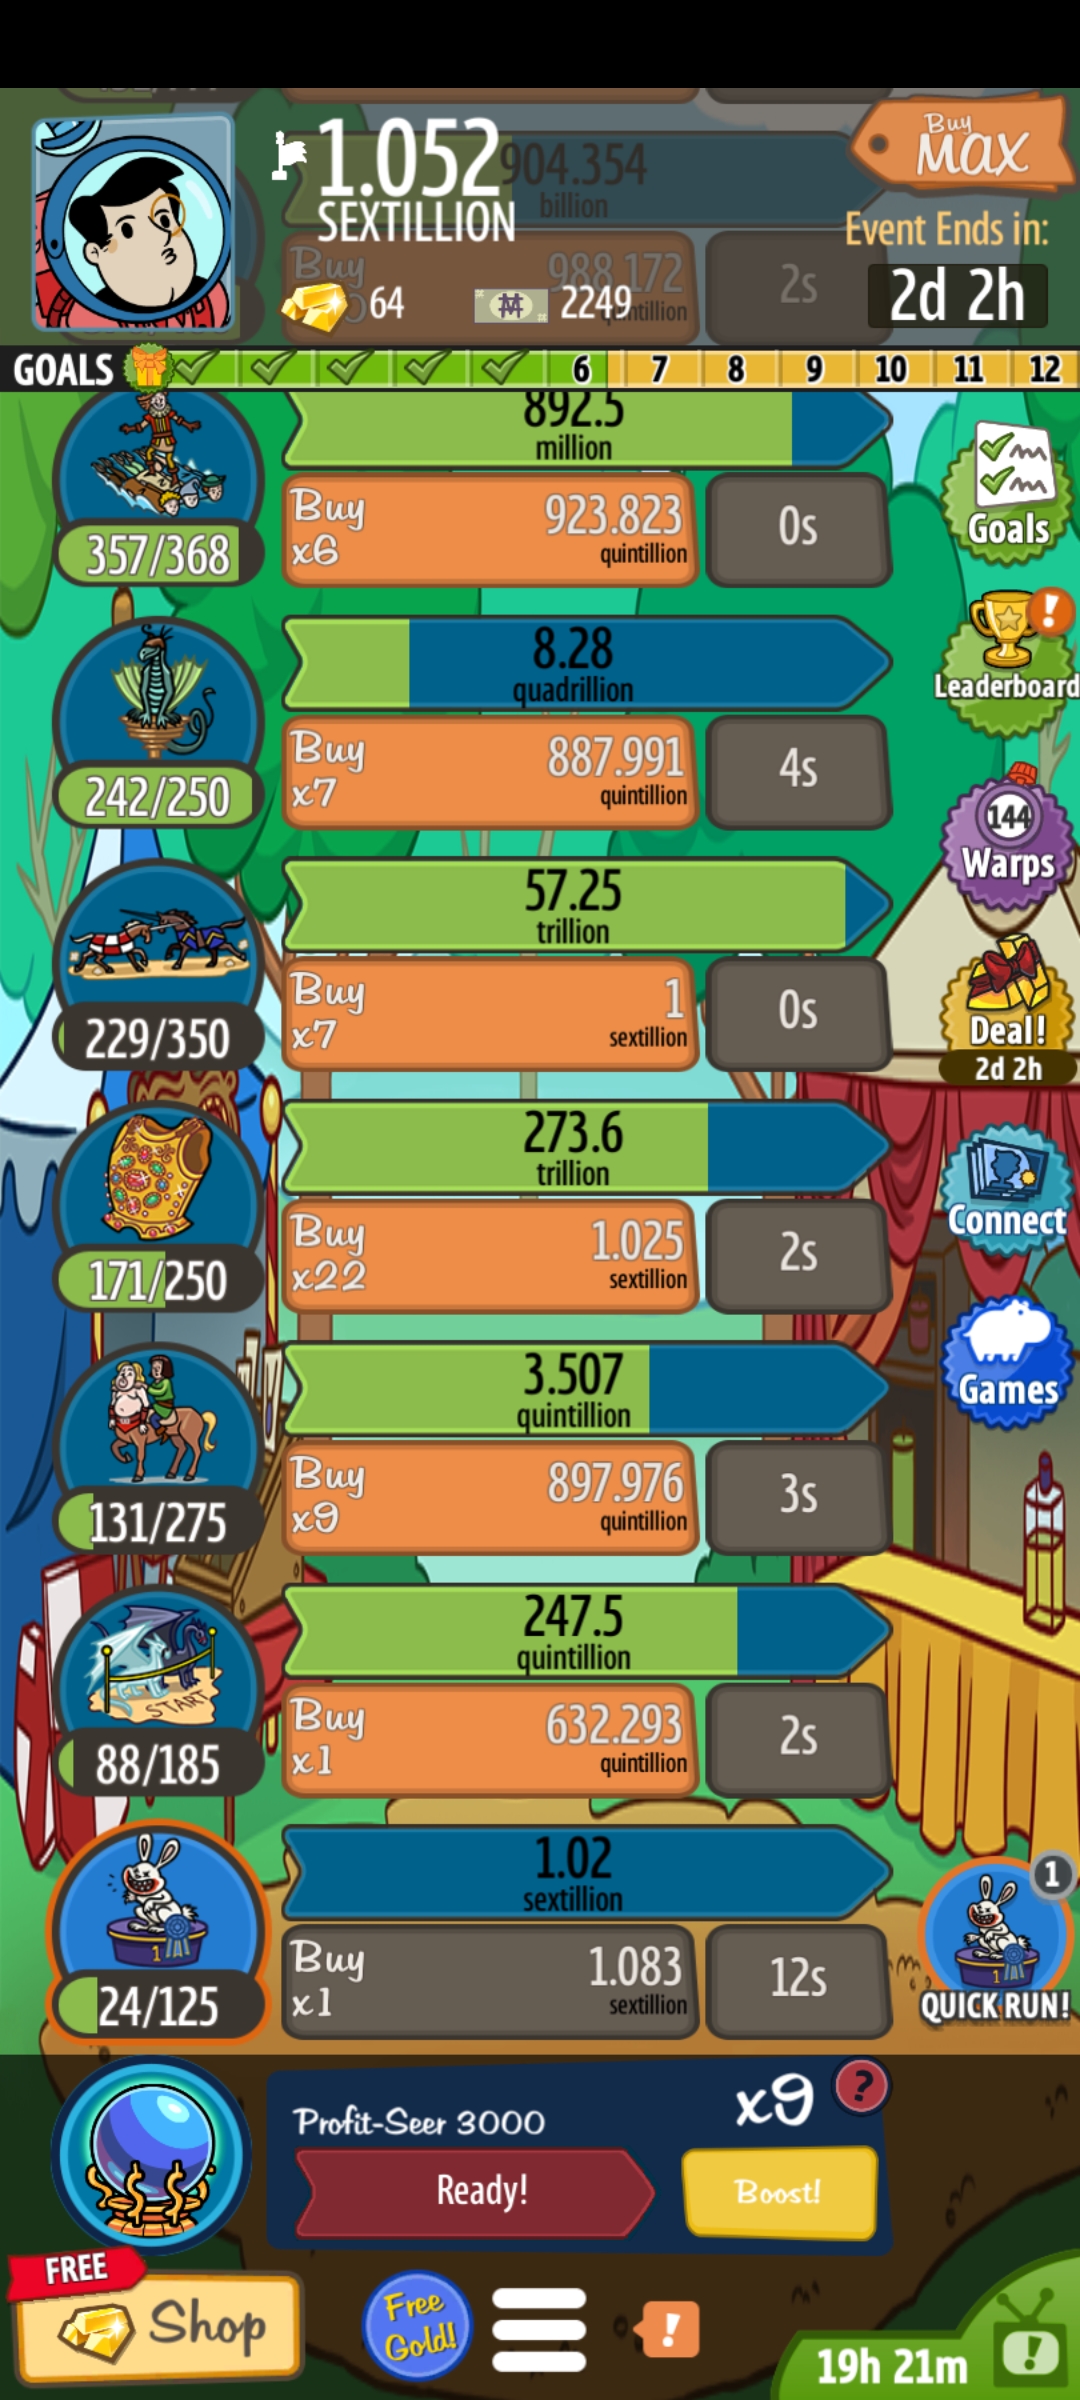 1.052
SEXTILLION
904.354
billion
Buy
988.172
2s
64
2249
Buy
MAX
Event Ends in:
2d 2h
GOALS 6 7 8 9 10 11 12
892.5
million
357/368
Buy
x6
923.823
quintillion
0s
8.28
quadrillion
242/250
Buy
x7
887.991
quintillion
4s
57.25
trillion
229/350
Buy
x7
1
sextillion
0s
273.6
trillion
171/250
Buy
x22
1.025
sextillion
2s
3.507
quintillion
131/275
Buy
x9
897.976
quintillion
3s
247.5
quintillion
START
88/185
Buy
x1
632.293
quintillion
2s
1.02
sextillion
1
24/125
Buy
x1
1.083
sextillion
12s
Goals
!
Leaderboard
144
Warps
Deal!
2d 2h
Connect
Games
1
1
QUICK RUN!
Profit-Seer 3000
x9
?
Ready!
Boost!
FREE
Shop
Free
Gold!
!
19h 21m
!